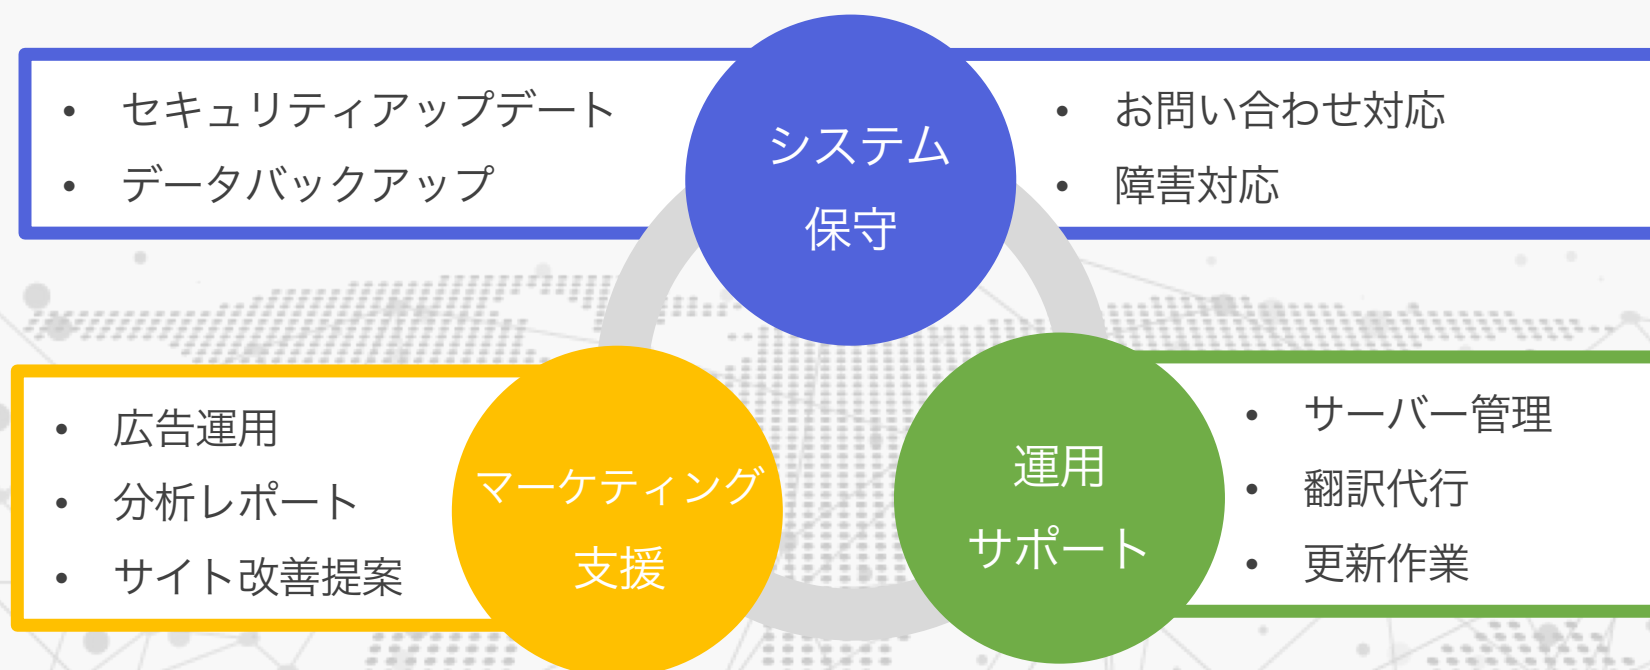 • セキュリティアップデート
• データバックアップ
システム
保守
• お問い合わせ対応
• 障害対応
• 広告運用
• 分析レポート
• サイト改善提案
マーケティング
支援
運用
サポート
• サーバー管理
• 翻訳代行
• 更新作業